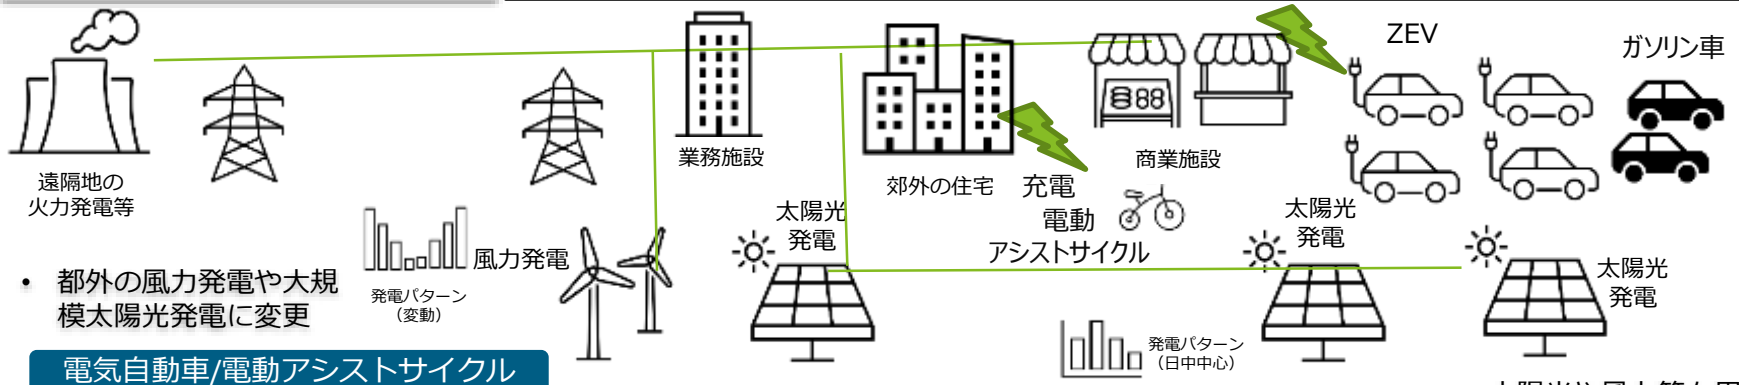 ZEV
ガソリン車
業務施設
商業施設
遠隔地の
火力発電等
郊外の住宅
充電
電動
アシストサイクル
太陽光
発電
太陽光
発電
風力発電
太陽光
発電
発電パターン
（変動）
• 都外の風力発電や大規
模太陽光発電に変更
発電パターン
（日中中心）
電気自動車/電動アシストサイクル